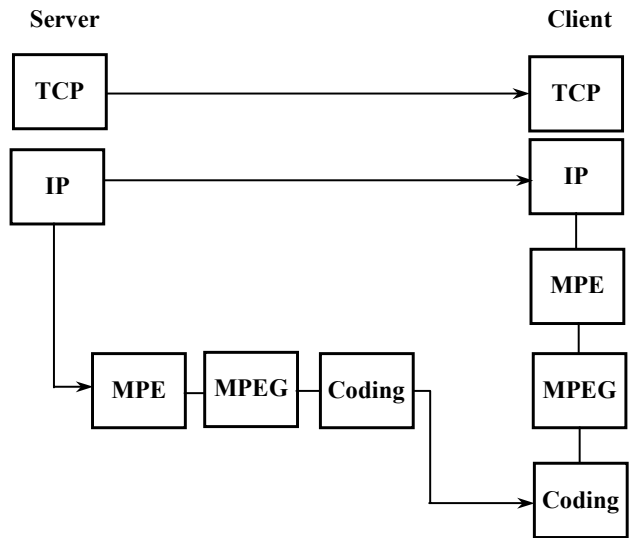 Server
Client
TCP
TCP
IP
IP
MPE
MPE
MPEG
Coding
MPEG
Coding